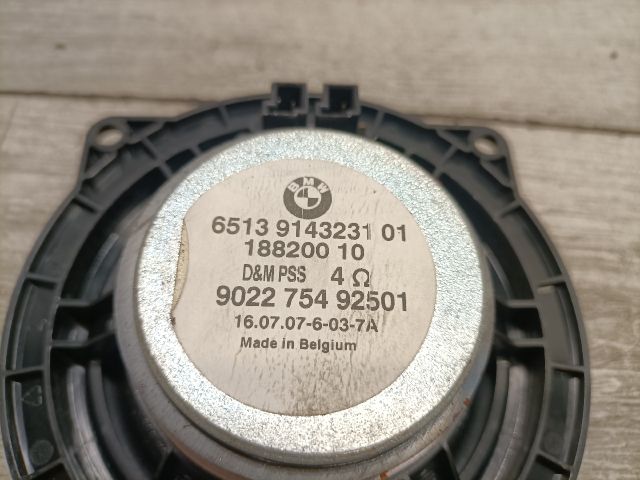 BMW
6513 9143231 01
188200 10
D&M PSS 4 Ω
9022 754 92501
16.07.07-6-03-7A
Made in Belgium